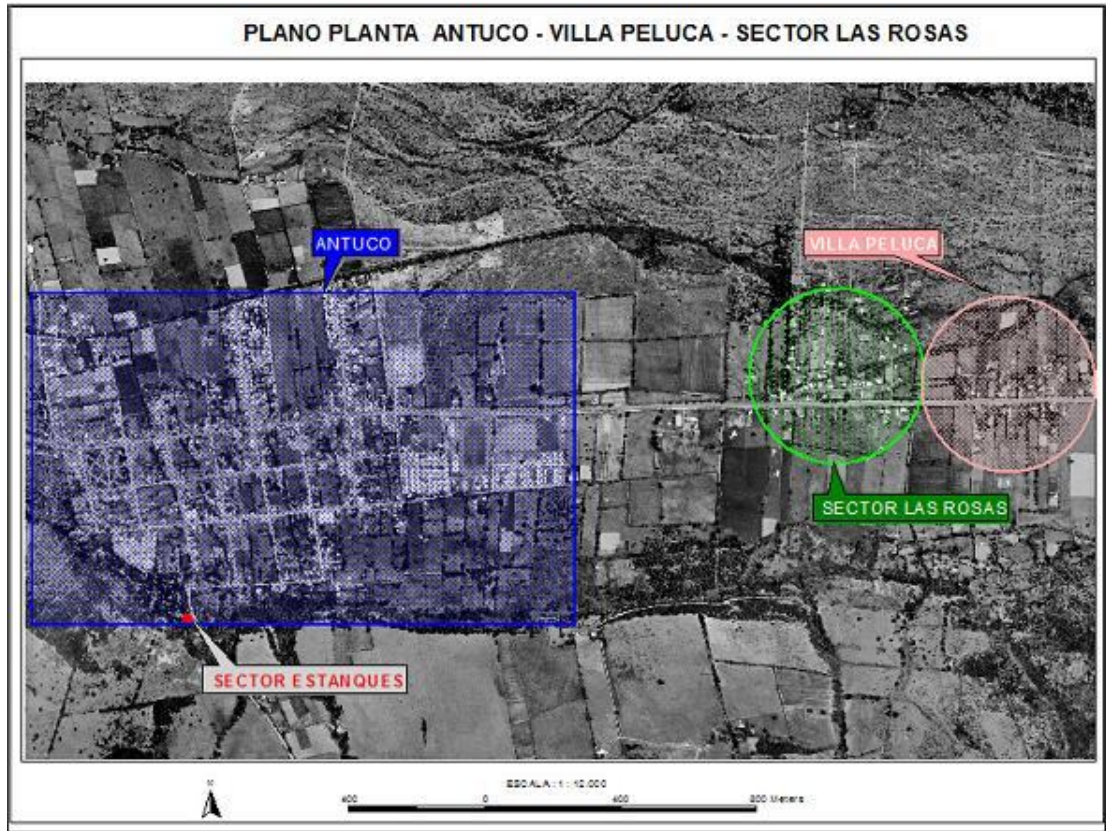 PLANO PLANTA ANTUCO - VILLA PELUCA - SECTOR LAS ROSAS
ANTUCO
VILLA PELUCA
SECTOR LAS ROSAS
SECTOR ESTANQUES
N
ESCALA : 1 : 12.000
400 0 400 800 Meters